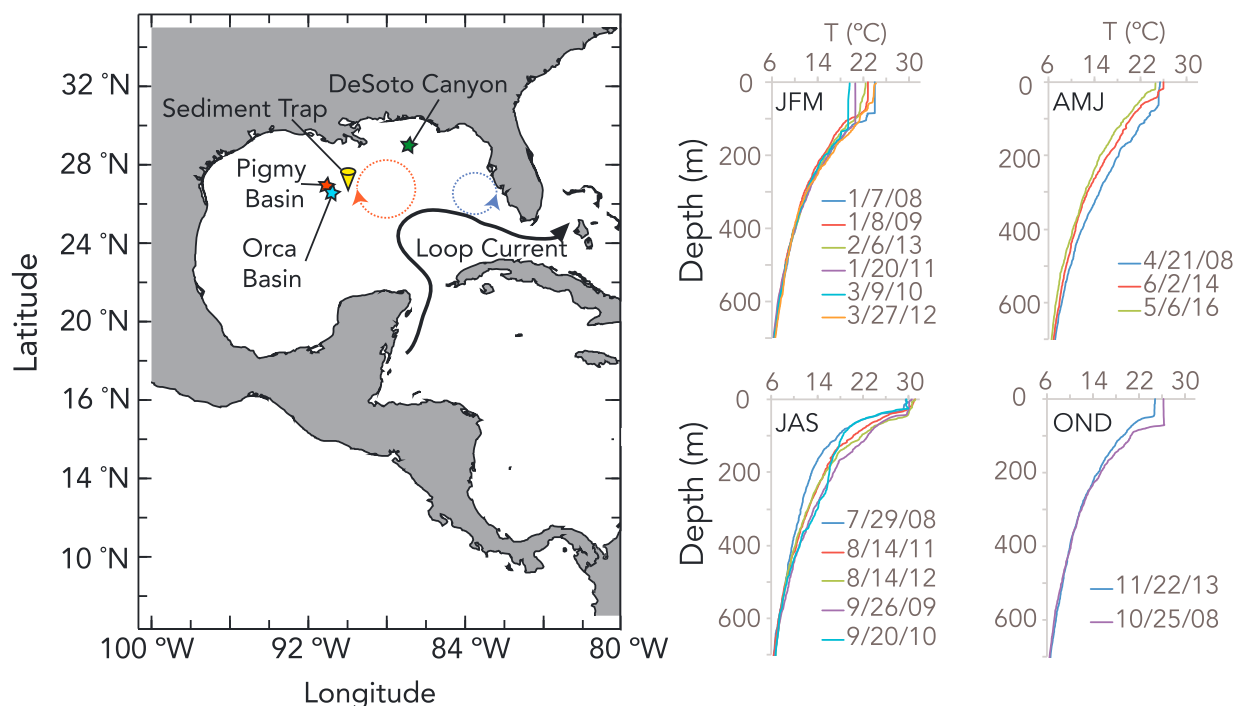 32 °N
28 °N
24 °N
20 °N
16 °N
14 °N
10 °N
Latitude
100 °W
92 °W
84 °W
80 °W
Longitude
DeSoto Canyon
Sediment Trap
Pigmy
Basin
Orca
Basin
Loop Current
T (°C)
6 14 22 30
0
200
400
600
Depth (m)
JFM
1/7/08
1/8/09
2/6/13
1/20/11
3/9/10
3/27/12
T (°C)
6 14 22 30
0
200
400
600
AMJ
4/21/08
6/2/14
5/6/16
6 14 22 30
0
200
400
600
Depth (m)
JAS
7/29/08
8/14/11
8/14/12
9/26/09
9/20/10
6 14 22 30
0
200
400
600
OND
11/22/13
10/25/08